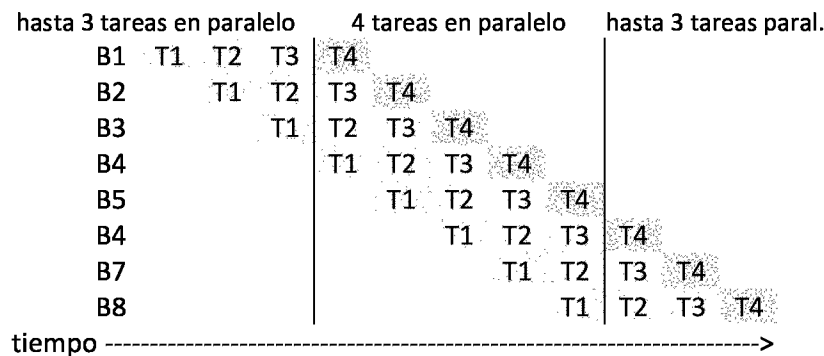 hasta 3 tareas en paralelo 4 tareas en paralelo hasta 3 tareas paral.
B1 T1 T2 T3 T4
B2 T1 T2 T3 T4
B3 T1 T2 T3 T4
B4 T1 T2 T3 T4
B5 T1 T2 T3 T4
B4 T1 T2 T3 T4
B7 T1 T2 T3 T4
B8 T1 T2 T3 T4
tiempo ------------------------------------------------------------------------->